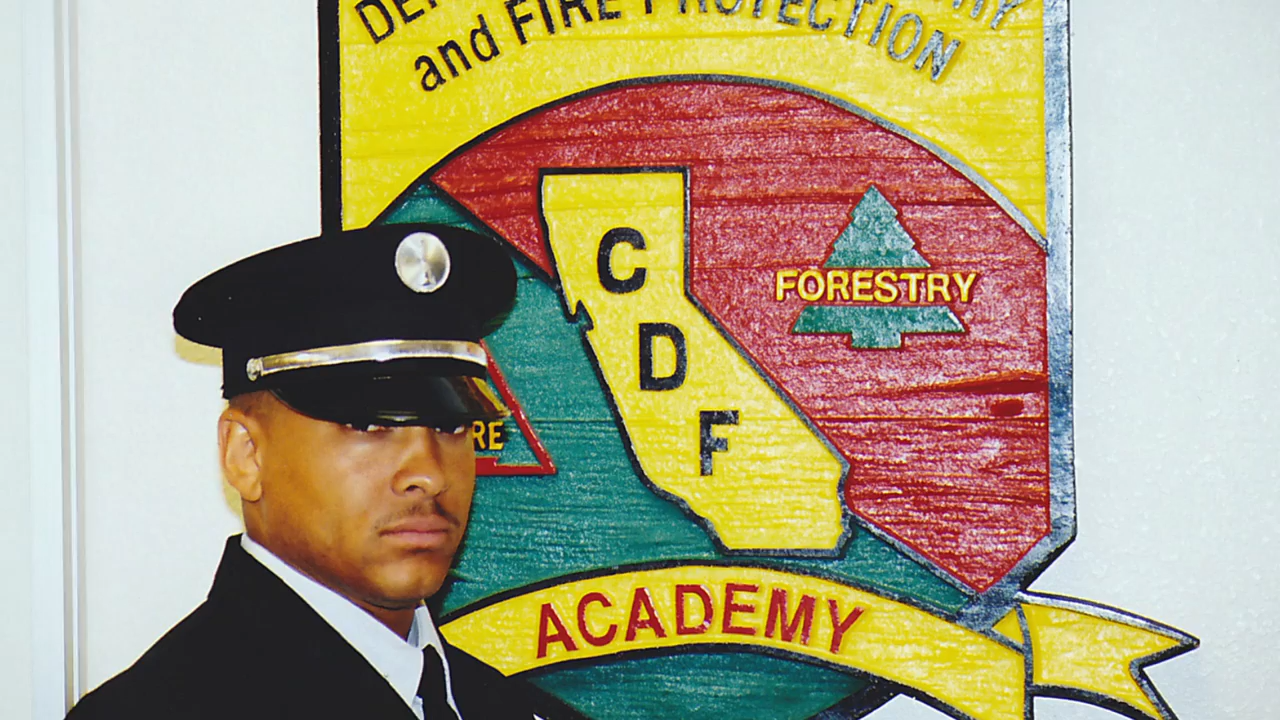 and FIRE PROTECTION
C
D
F
FORESTRY
ACADEMY